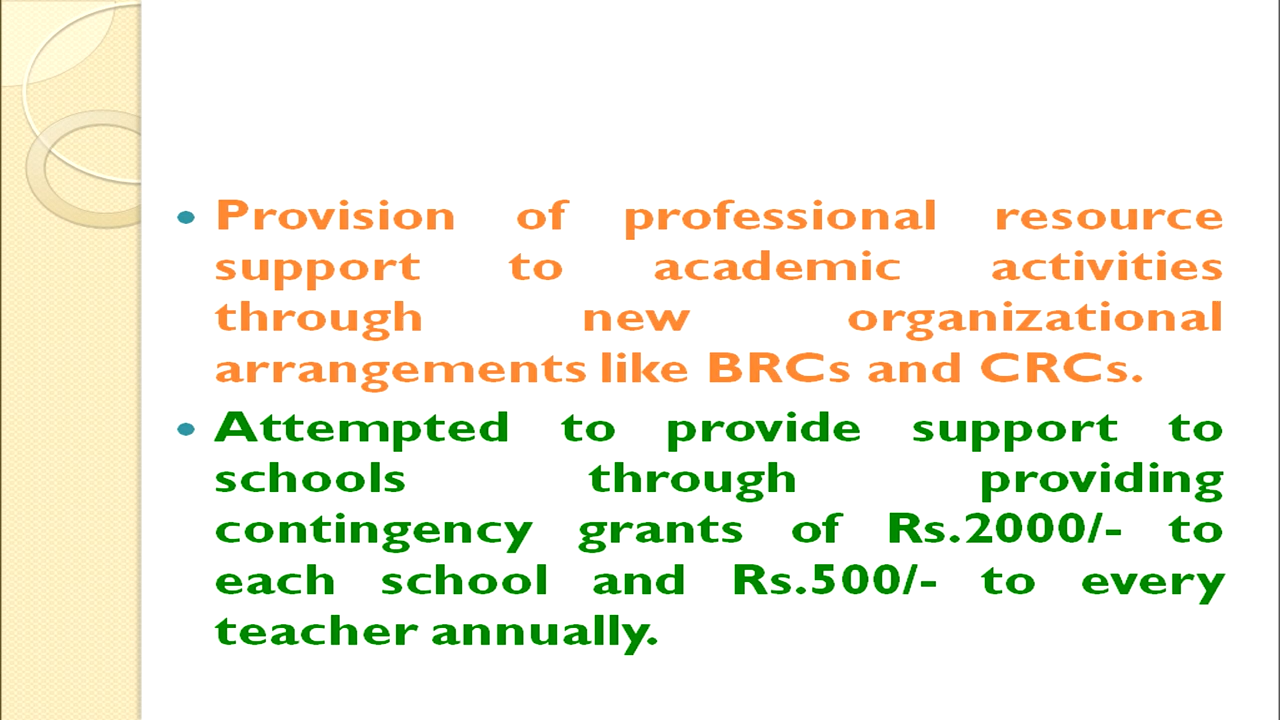 • Provision of professional resource
support to academic activities
through new organizational
arrangements like BRCs and CRCs.
• Attempted to provide support to
schools through providing
contingency grants of Rs.2000/- to
each school and Rs.500/- to every
teacher annually.